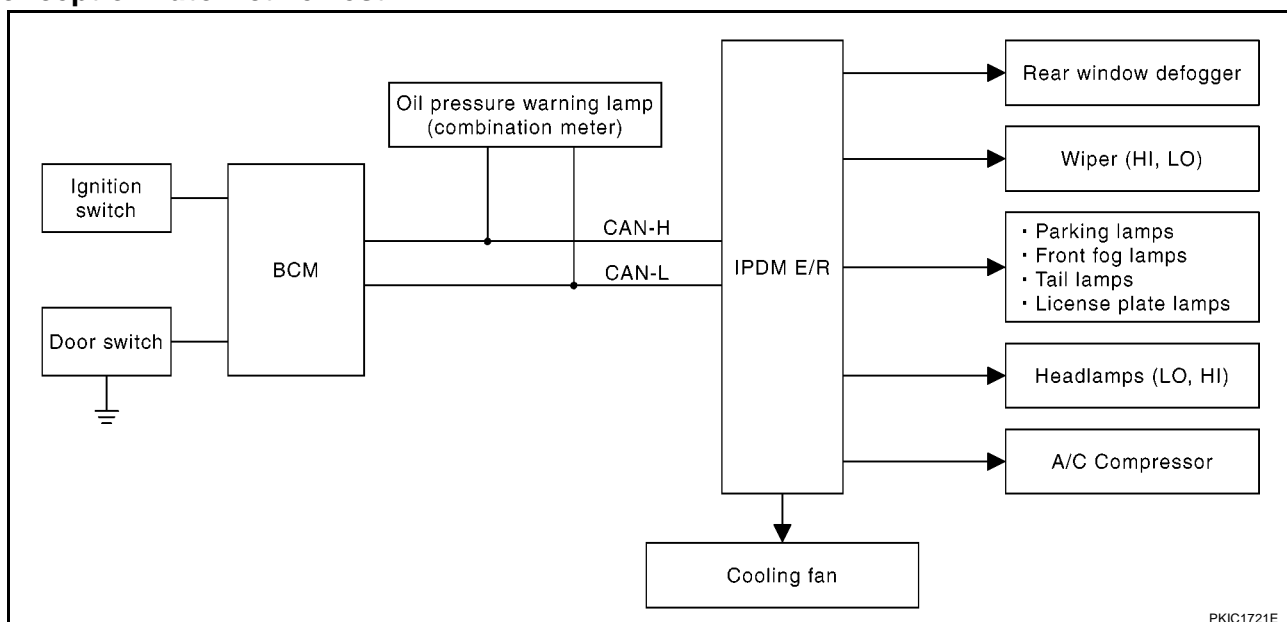 Oil pressure warning lamp
(combination meter)
Ignition
switch
Door switch
BCM
CAN-H
CAN-L
IPDM E/R
Rear window defogger
Wiper (HI, LO)
· Parking lamps
· Front fog lamps
· Tail lamps
· License plate lamps
Headlamps (LO, HI)
A/C Compressor
Cooling fan
PKIC1721E